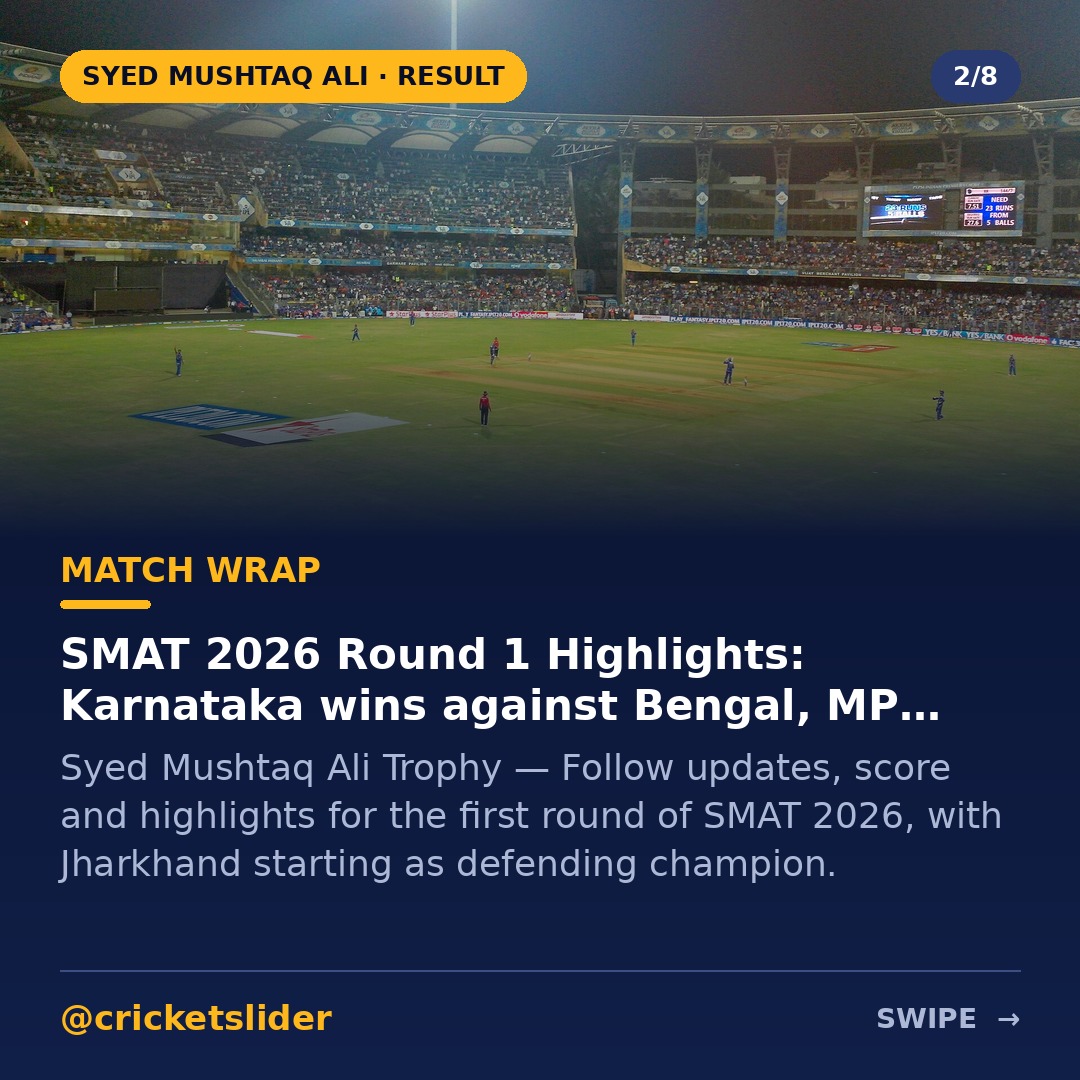 SYED MUSHTAQ ALI · RESULT
2/8
NEED
23 RUNS
FROM
5 BALLS
MATCH WRAP
SMAT 2026 Round 1 Highlights:
Karnataka wins against Bengal, MP…
Syed Mushtaq Ali Trophy — Follow updates, score
and highlights for the first round of SMAT 2026, with
Jharkhand starting as defending champion.
@cricketslider
SWIPE →